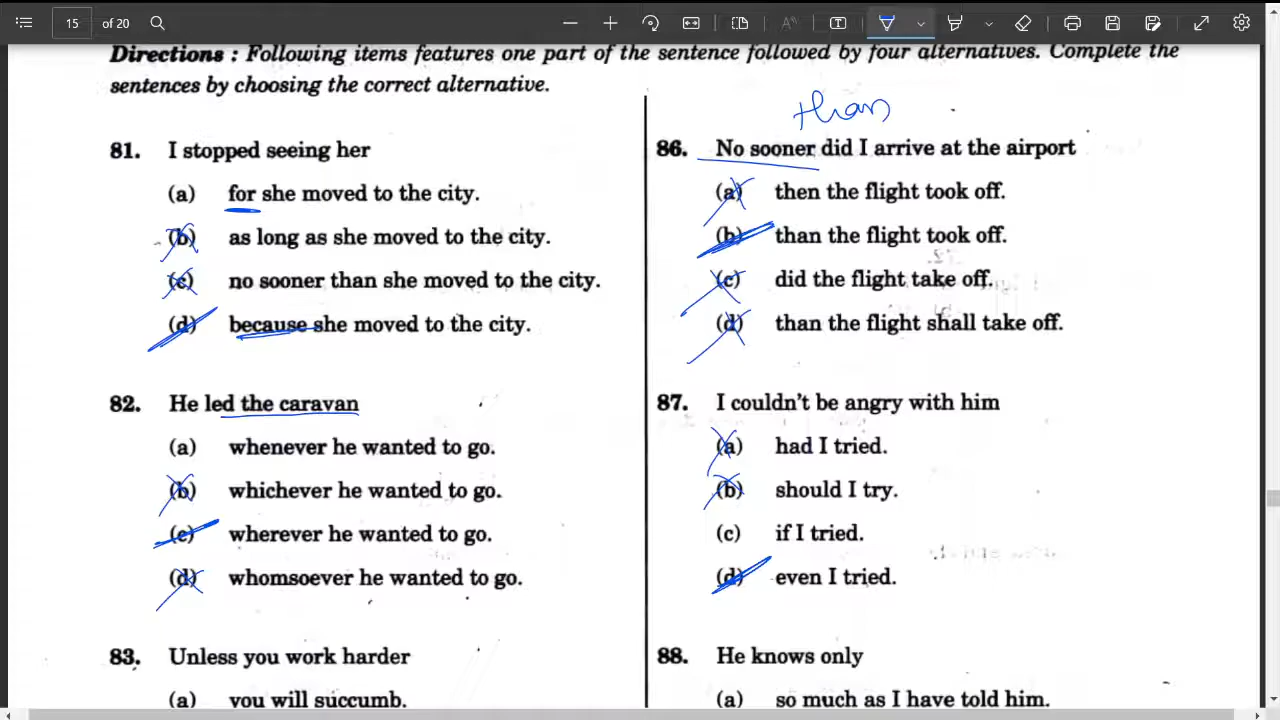 15 of 20
Directions : Following items features one part of the sentence followed by four alternatives. Complete the
sentences by choosing the correct alternative.
81. I stopped seeing her
(a) for she moved to the city.
(b) as long as she moved to the city.
(c) no sooner than she moved to the city.
(d) because she moved to the city.
82. He led the caravan
(a) whenever he wanted to go.
(b) whichever he wanted to go.
(c) wherever he wanted to go.
(d) whomsoever he wanted to go.
83. Unless you work harder
(a) you will succumb.
than
86. No sooner did I arrive at the airport
(a) then the flight took off.
(b) than the flight took off.
(c) did the flight take off.
(d) than the flight shall take off.
87. I couldn't be angry with him
(a) had I tried.
(b) should I try.
(c) if I tried.
(d) even I tried.
88. He knows only
(a) so much as I have told him.